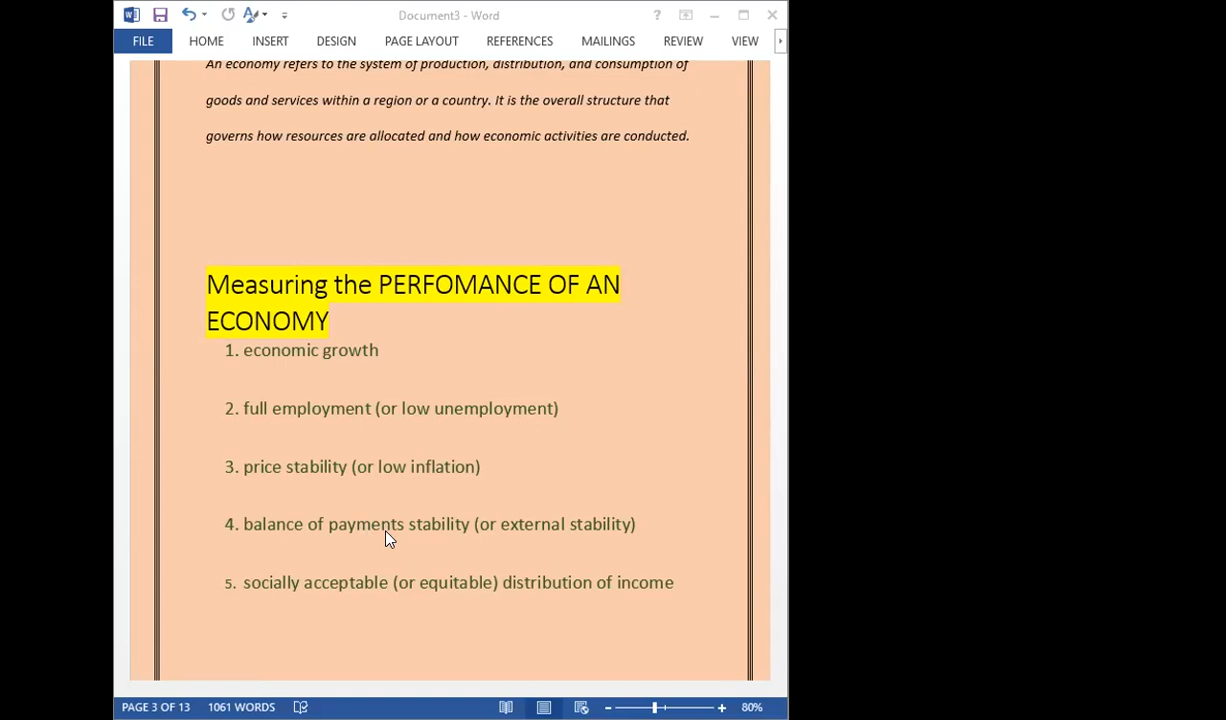 Document3 - Word
?
FILE HOME INSERT DESIGN PAGE LAYOUT REFERENCES MAILINGS REVIEW VIEW
An economy refers to the system of production, distribution, and consumption of
goods and services within a region or a country. It is the overall structure that
governs how resources are allocated and how economic activities are conducted.
Measuring the PERFOMANCE OF AN
ECONOMY
1. economic growth
2. full employment (or low unemployment)
3. price stability (or low inflation)
4. balance of payments stability (or external stability)
5. socially acceptable (or equitable) distribution of income
PAGE 3 OF 13 1061 WORDS 80%